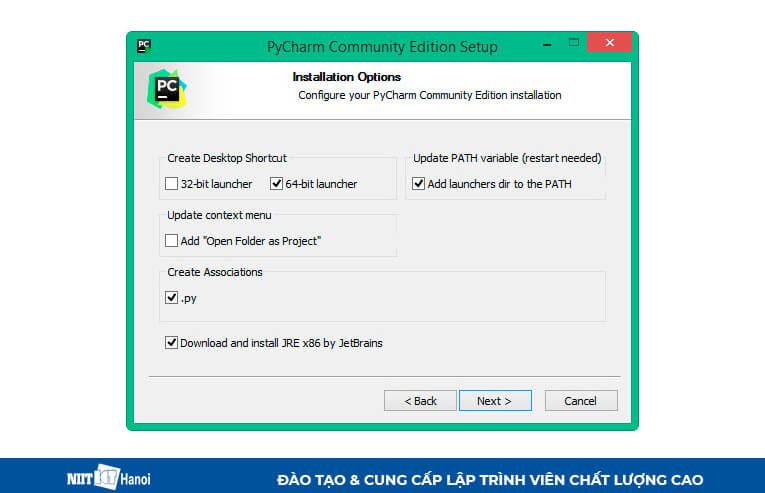 PC
PyCharm Community Edition Setup
PC
Installation Options
Configure your PyCharm Community Edition installation
Create Desktop Shortcut
32-bit launcher
64-bit launcher
Update PATH variable (restart needed)
Add launchers dir to the PATH
Update context menu
Add "Open Folder as Project"
Create Associations
.py
Download and install JRE x86 by JetBrains
< Back
Next >
Cancel
NIIT ICT Hanoi
ĐÀO TẠO & CUNG CẤP LẬP TRÌNH VIÊN CHẤT LƯỢNG CAO